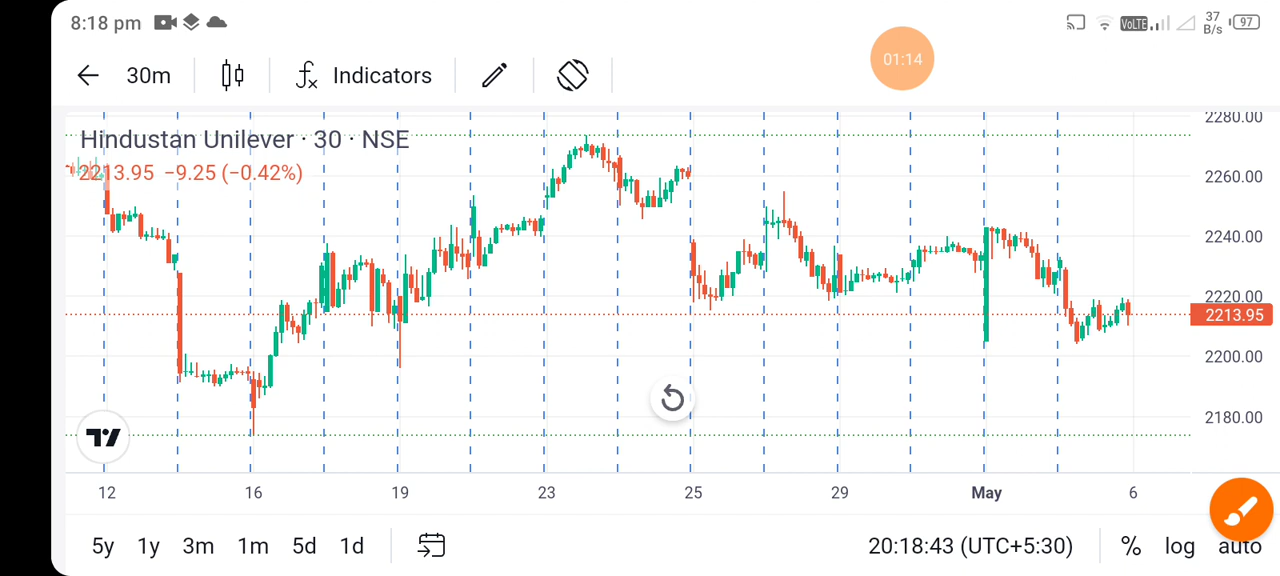 8:18 pm
VoLTE
37
B/s
97
30m
Indicators
01:14
Hindustan Unilever · 30 · NSE
2213.95 −9.25 (−0.42%)
2280.00
2260.00
2240.00
2220.00
2213.95
2200.00
2180.00
12
16
19
23
25
29
May
6
5y
1y
3m
1m
5d
1d
20:18:43 (UTC+5:30)
%
log
auto